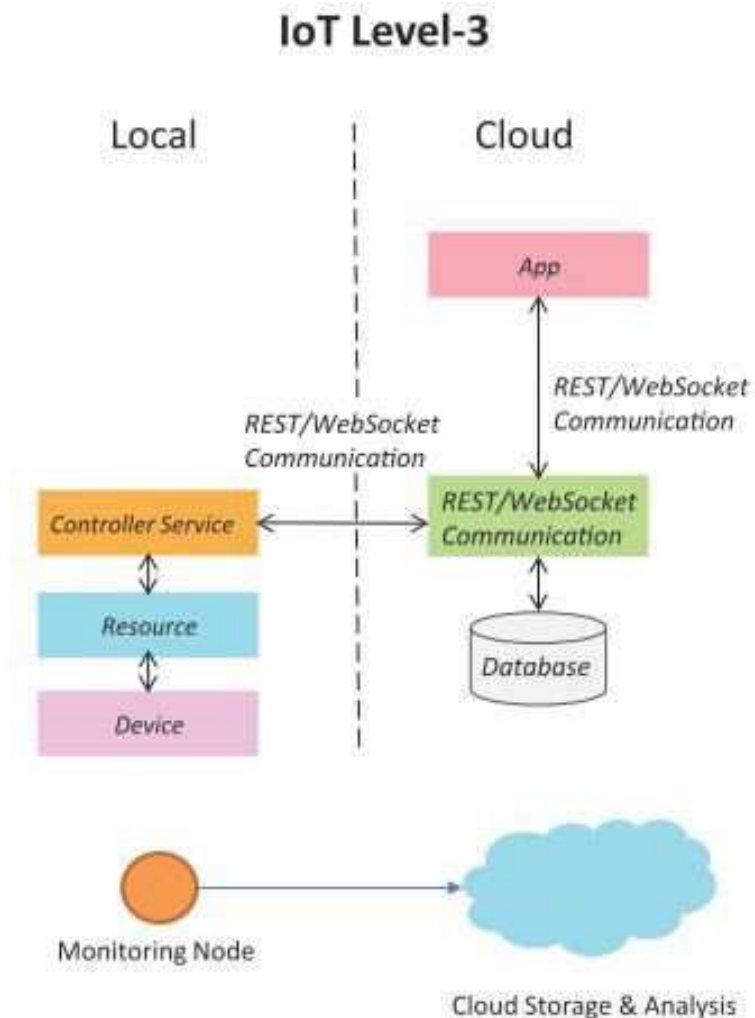 IoT Level-3
Local
Cloud
App
REST/WebSocket
Communication
REST/WebSocket
Communication
Controller Service
REST/WebSocket
Communication
Resource
Database
Device
Monitoring Node
Cloud Storage & Analysis